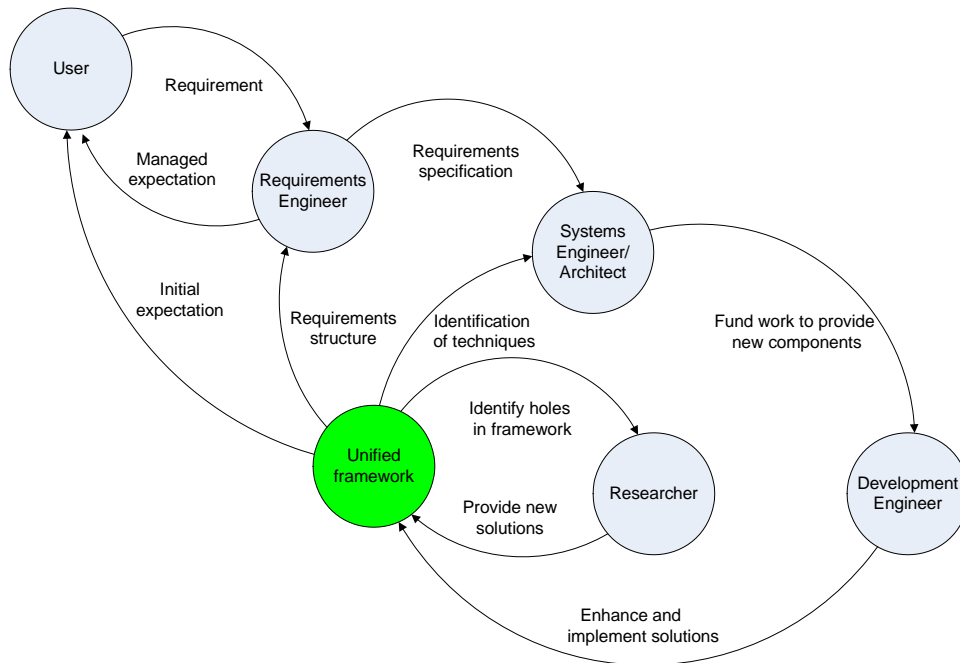 User
Requirement
Managed
expectation
Requirements
Engineer
Requirements
specification
Systems
Engineer/
Architect
Initial
expectation
Requirements
structure
Identification
of techniques
Fund work to provide
new components
Identify holes
in framework
Unified
framework
Researcher
Development
Engineer
Provide new
solutions
Enhance and
implement solutions